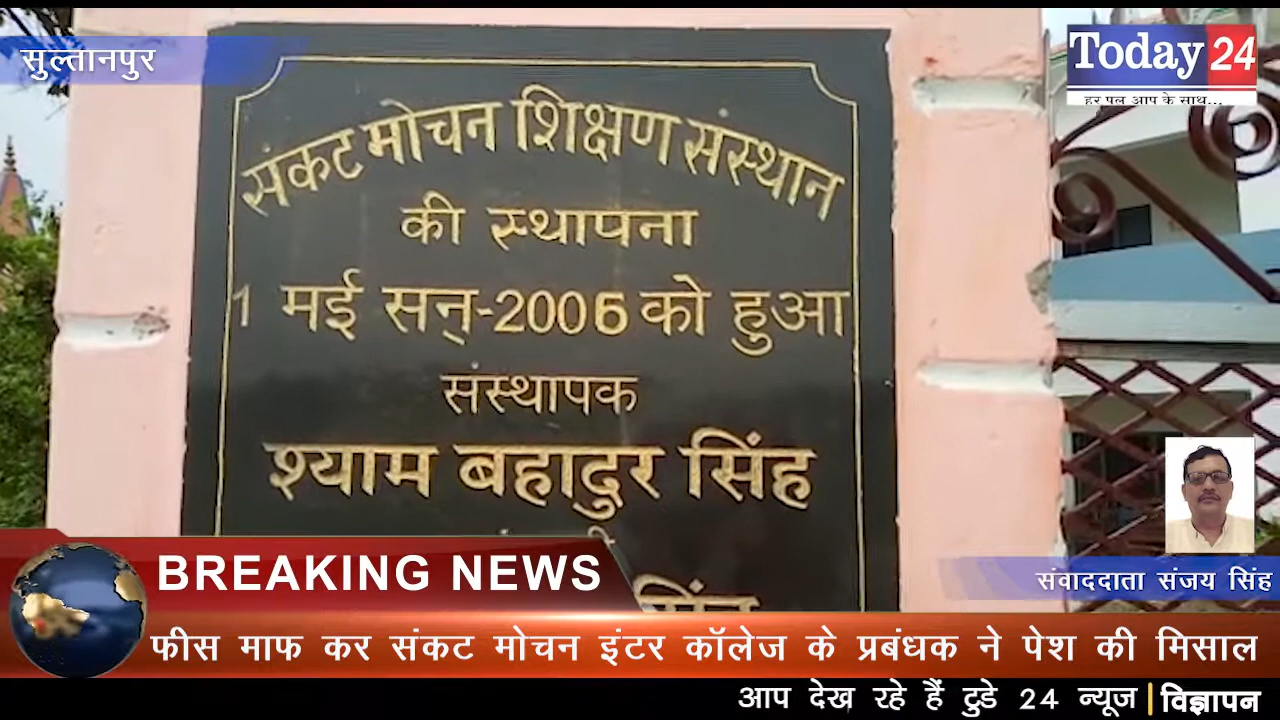 सुल्तानपुर
Today 24
हर पल आप के साथ...
संकट मोचन शिक्षण संस्थान
की स्थापना
1 मई सन्-2006 को हुआ
संस्थापक
श्याम बहादुर सिंह
सिंह
BREAKING NEWS
संवाददाता संजय सिंह
फीस माफ कर संकट मोचन इंटर कॉलेज के प्रबंधक ने पेश की मिसाल
आप देख रहे हैं टुडे 24 न्यूज | विज्ञापन